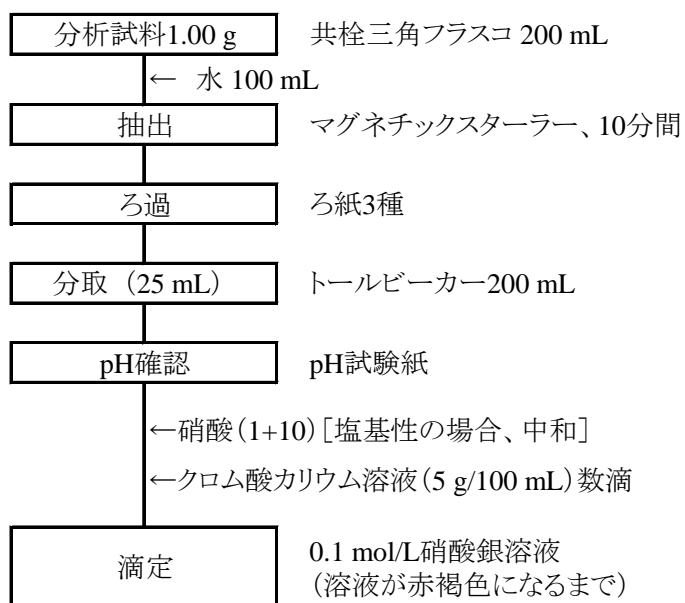 分析試料1.00 g
共栓三角フラスコ 200 mL
← 水 100 mL
抽出
マグネチックスターラー、10分間
ろ過
ろ紙3種
分取 (25 mL)
トールビーカー200 mL
pH確認
pH試験紙
←硝酸(1+10)[塩基性の場合、中和]
←クロム酸カリウム溶液(5 g/100 mL)数滴
滴定
0.1 mol/L硝酸銀溶液
(溶液が赤褐色になるまで)